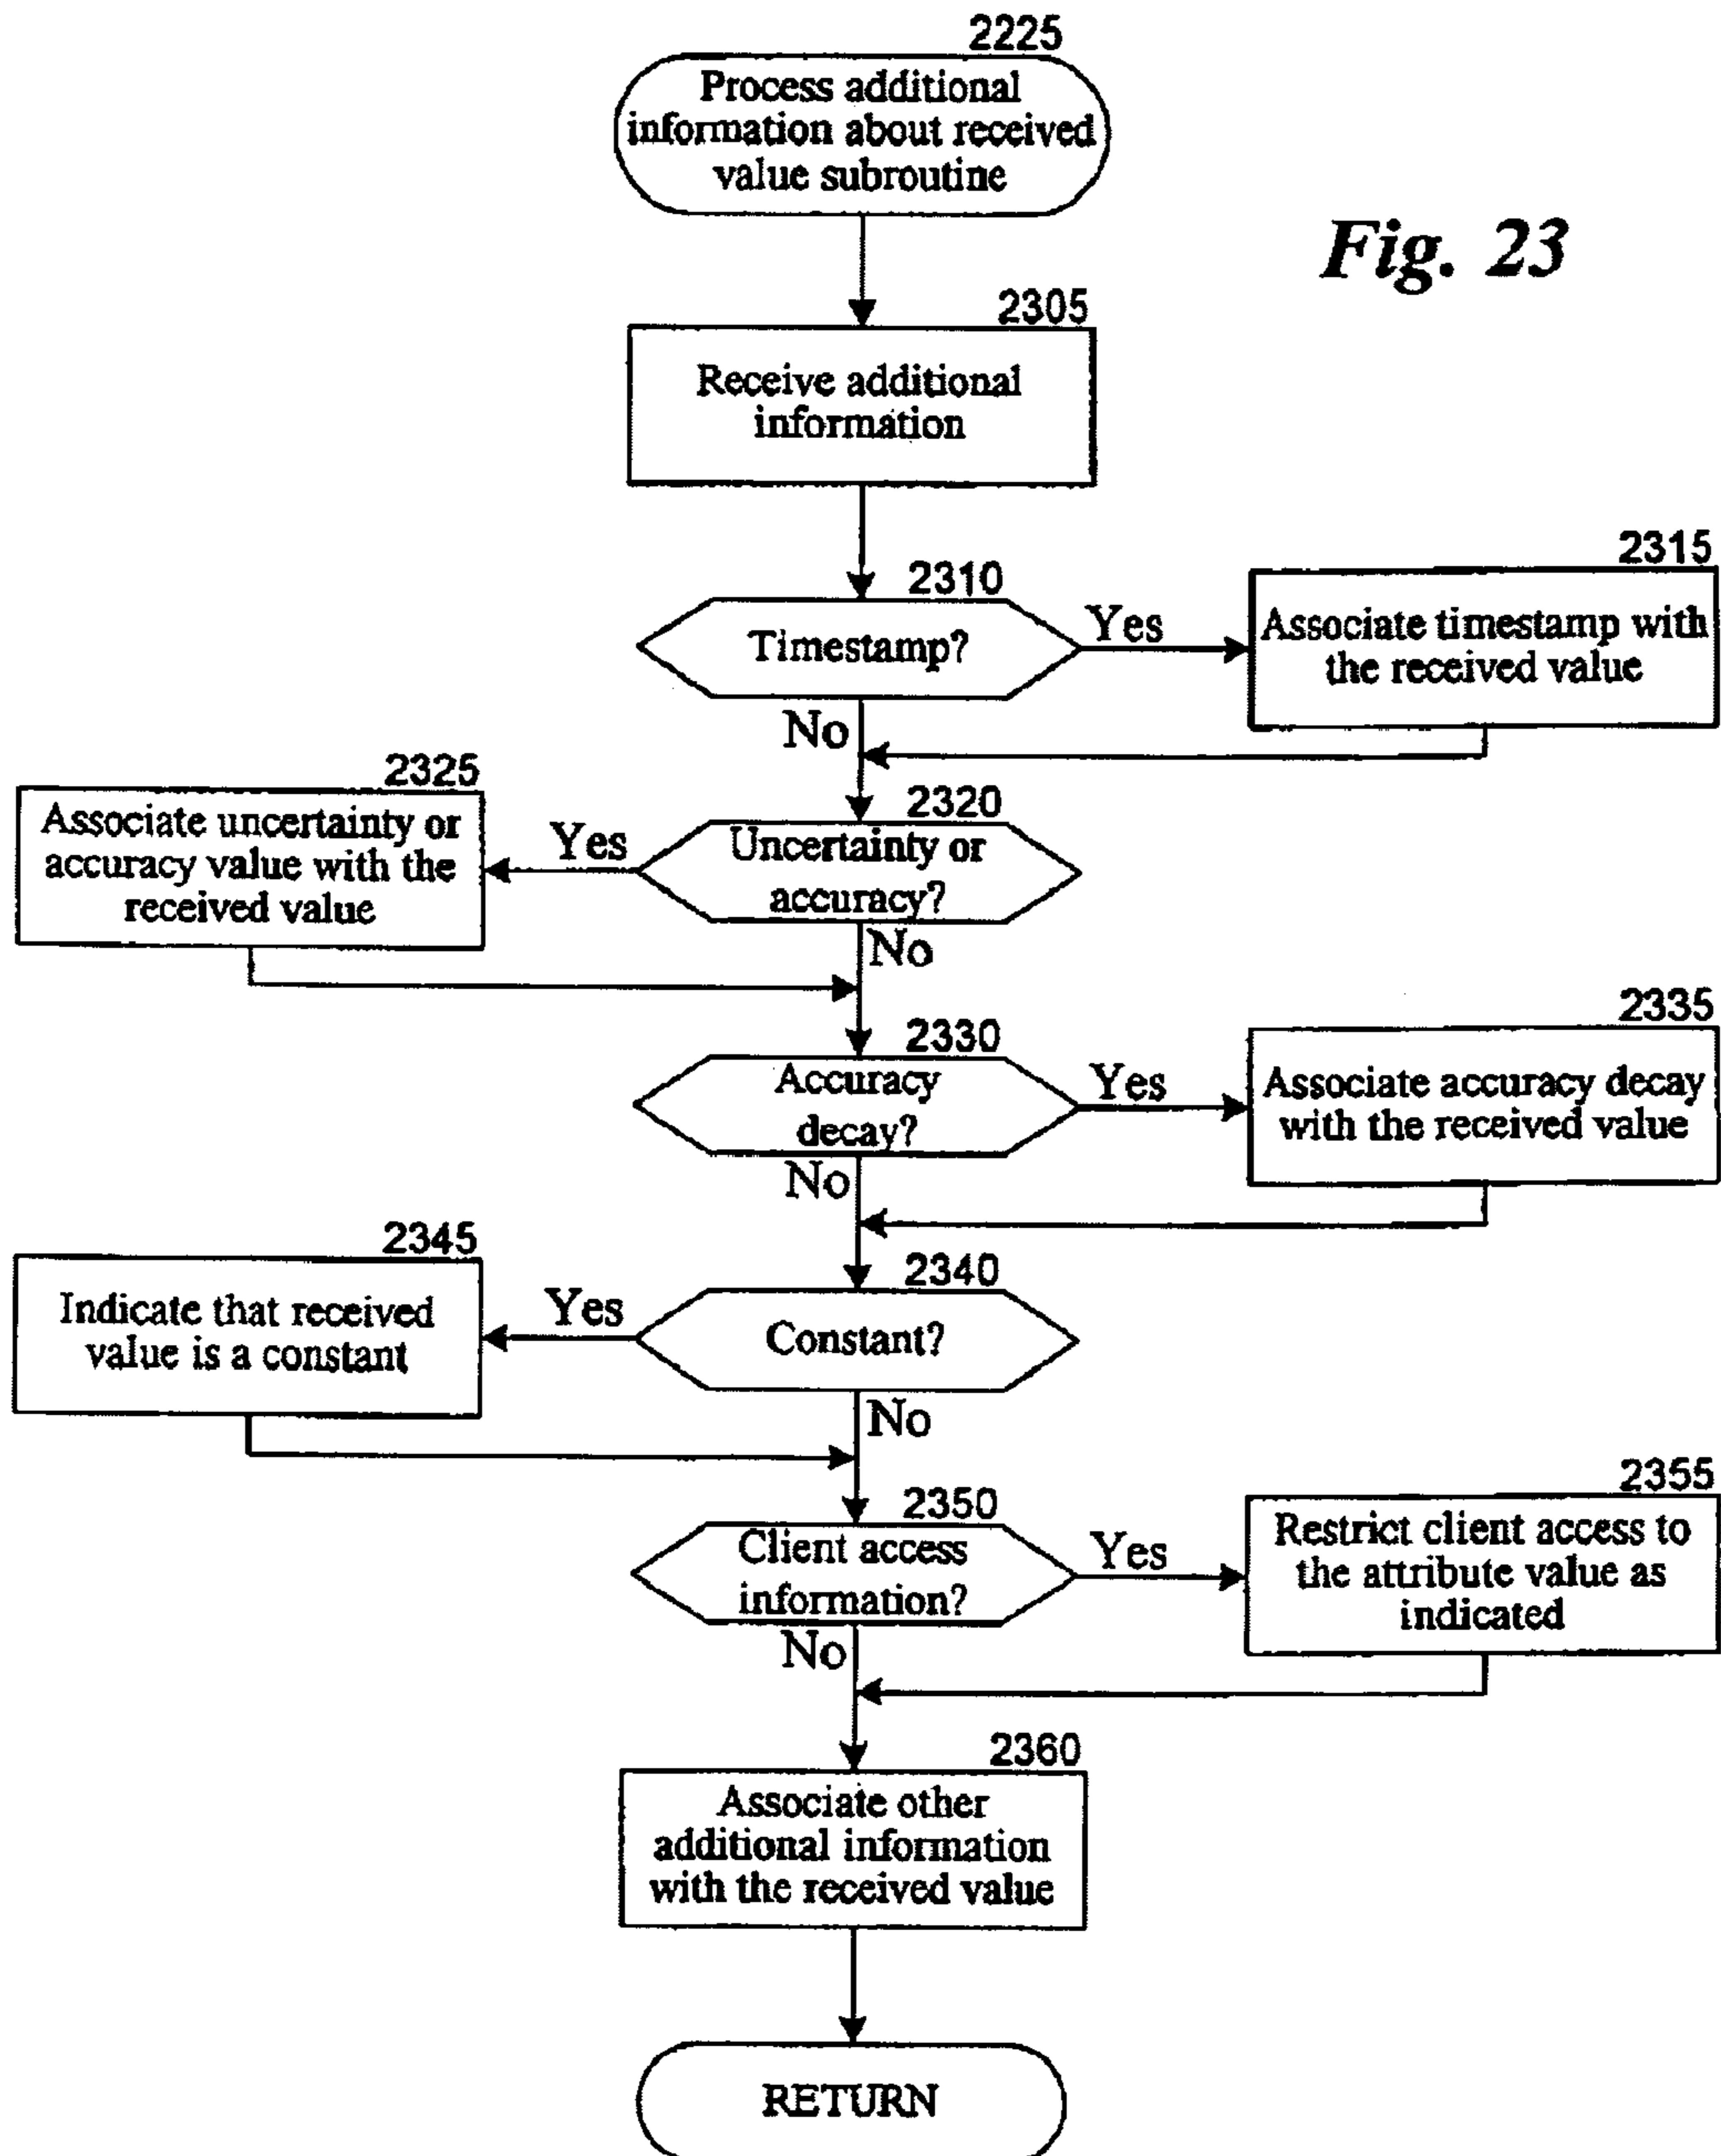 2225
Process additional
information about received
value subroutine
Fig. 23
2305
Receive additional
information
2310
Timestamp?
Yes
No
2315
Associate timestamp with
the received value
2320
Uncertainty or
accuracy?
Yes
No
2325
Associate uncertainty or
accuracy value with the
received value
2330
Accuracy
decay?
Yes
No
2335
Associate accuracy decay
with the received value
2340
Constant?
Yes
No
2345
Indicate that received
value is a constant
2350
Client access
information?
Yes
No
2355
Restrict client access to
the attribute value as
indicated
2360
Associate other
additional information
with the received value
RETURN